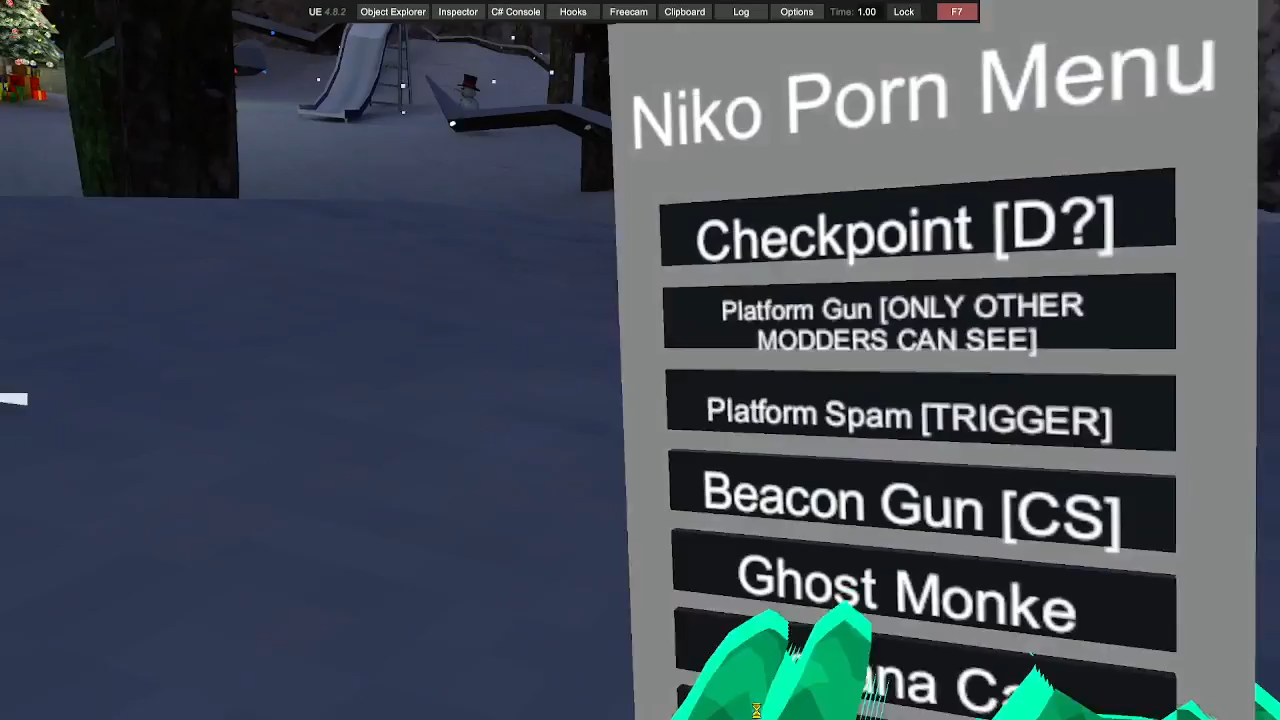 UE 4.8.2 Object Explorer Inspector C# Console Hooks Freecam Clipboard Log Options Time: 1.00 Lock F7
Niko Porn Menu
Checkpoint [D?]
Platform Gun [ONLY OTHER
MODDERS CAN SEE]
Platform Spam [TRIGGER]
Beacon Gun [CS]
Ghost Monke